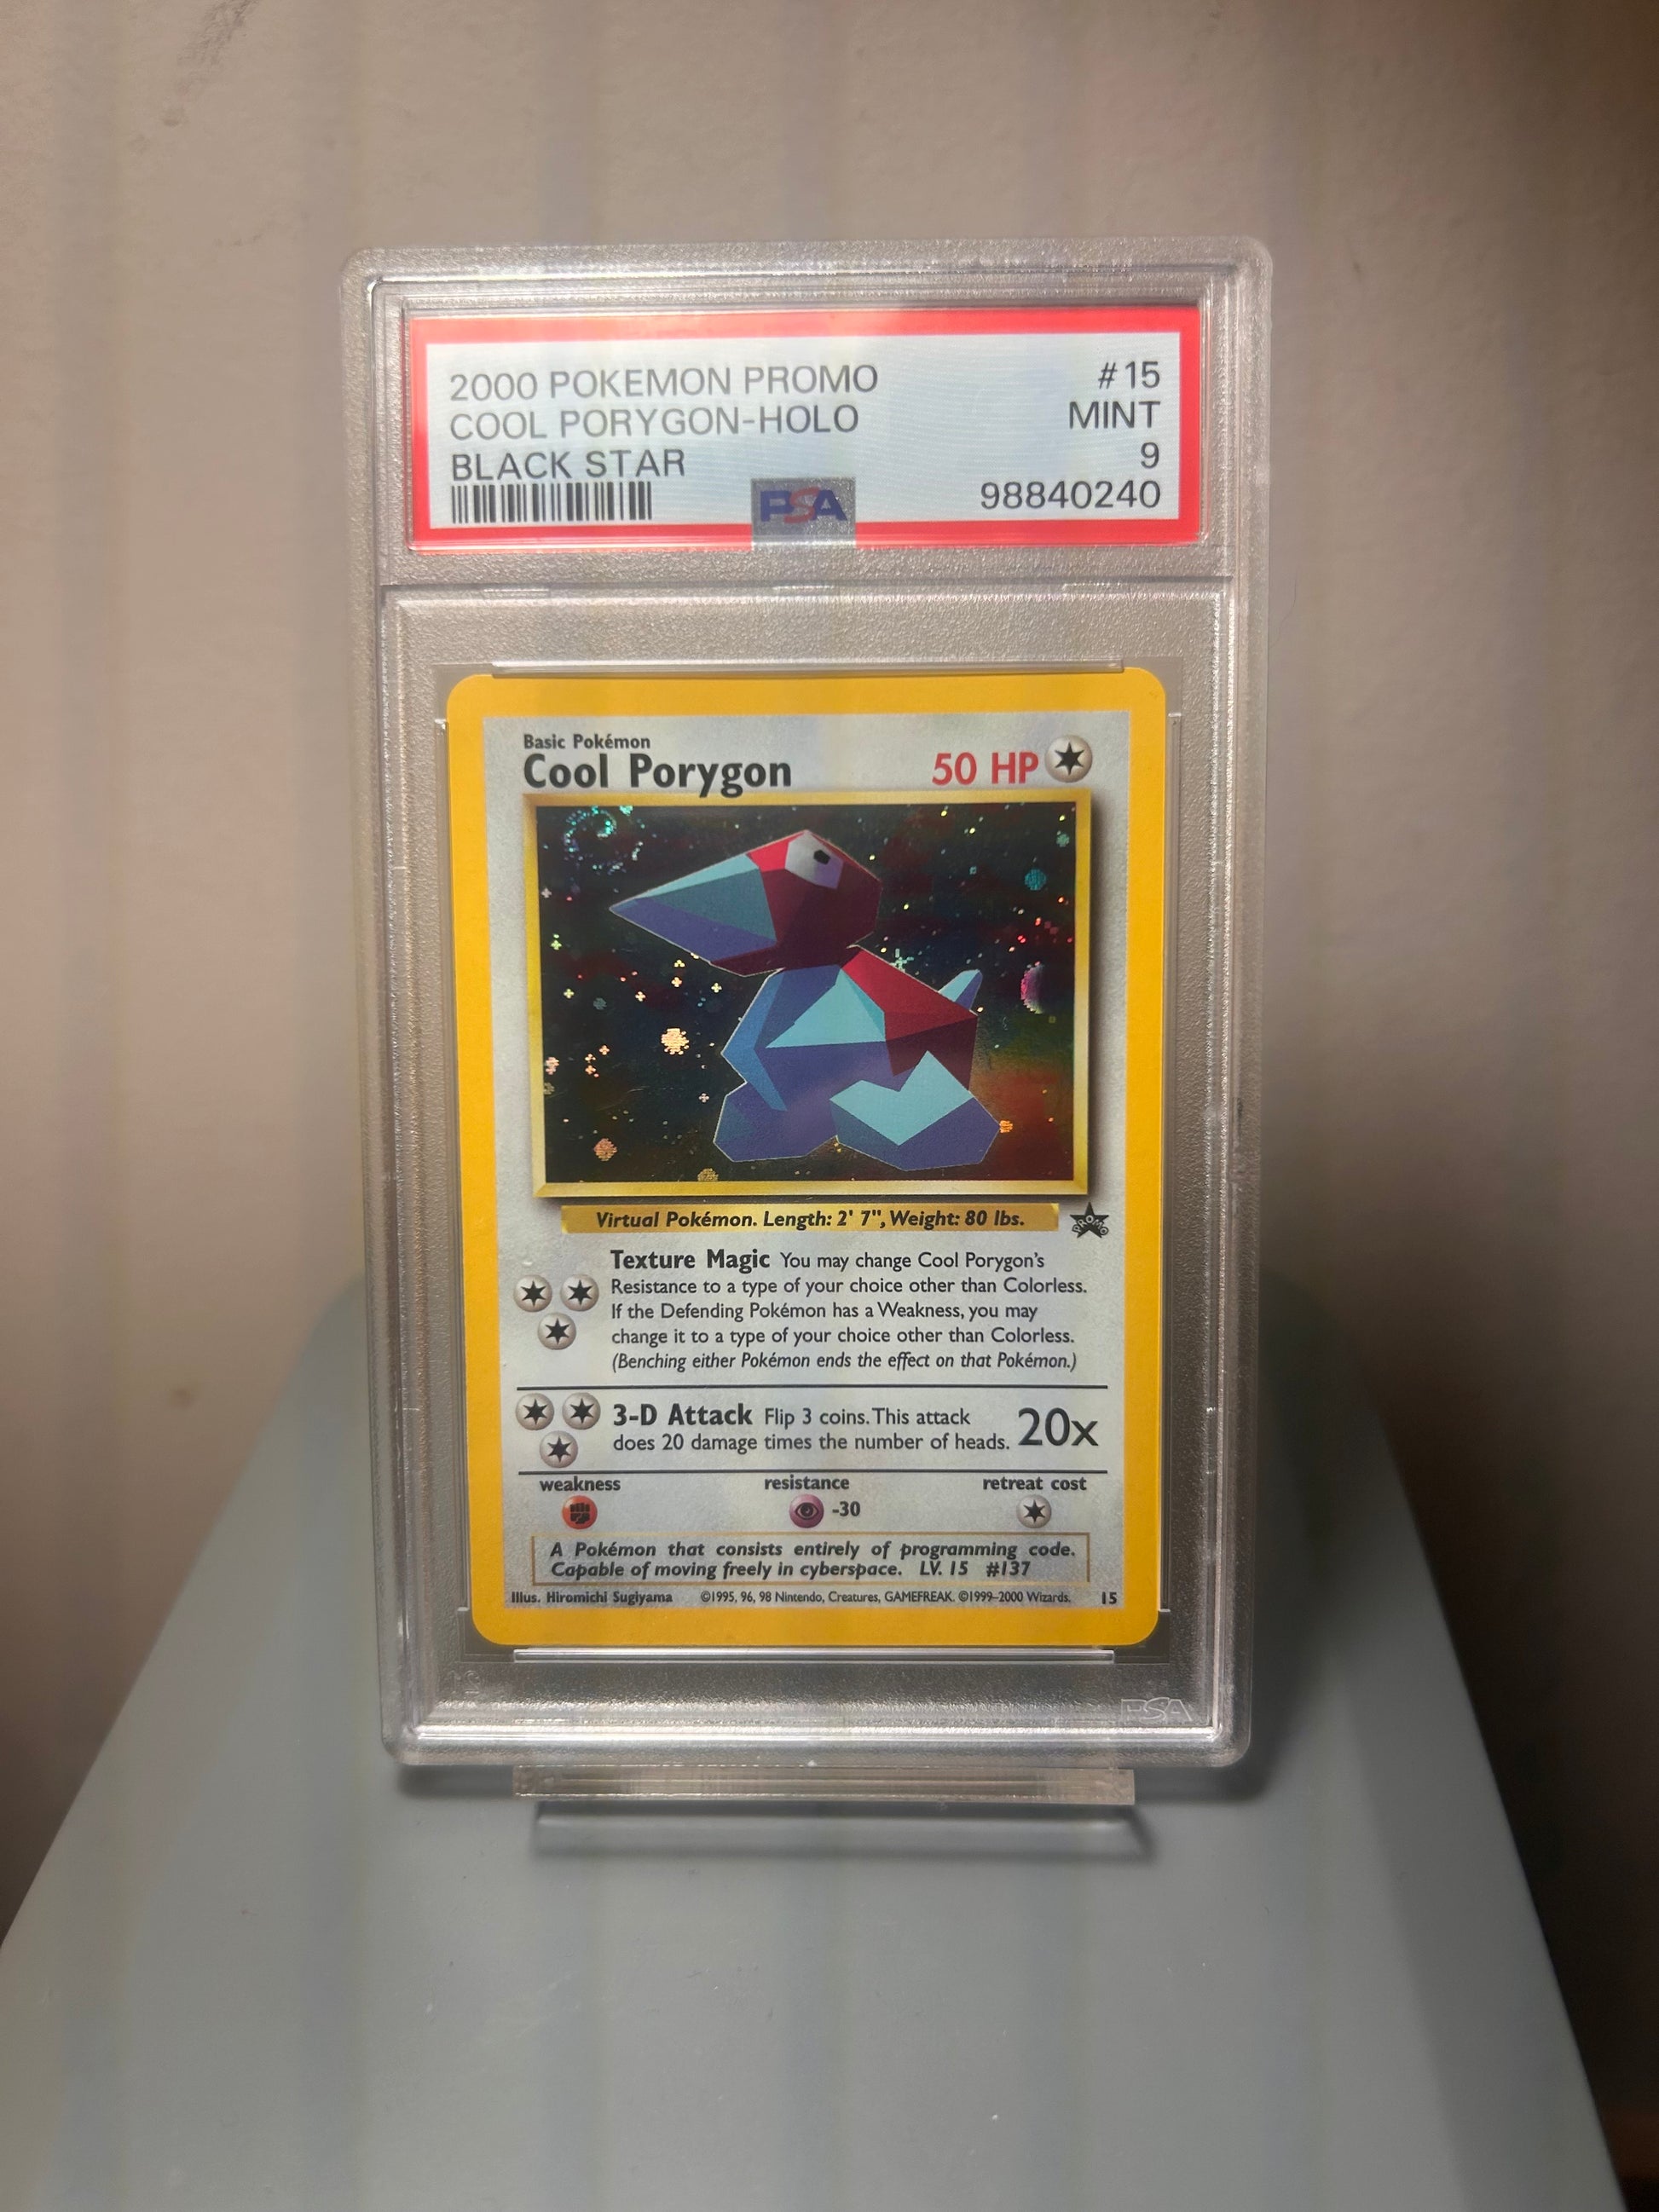 2000 POKEMON PROMO #15
COOL PORYGON-HOLO MINT
BLACK STAR 9
PSA 98840240
Basic Pokémon
Cool Porygon 50 HP
Virtual Pokémon. Length: 2' 7", Weight: 80 lbs.
PROMO
Texture Magic You may change Cool Porygon's
Resistance to a type of your choice other than Colorless.
If the Defending Pokémon has a Weakness, you may
change it to a type of your choice other than Colorless.
(Benching either Pokémon ends the effect on that Pokémon.)
3-D Attack Flip 3 coins. This attack
does 20 damage times the number of heads. 20x
weakness resistance retreat cost
-30
A Pokémon that consists entirely of programming code.
Capable of moving freely in cyberspace. LV. 15 #137
Illus. Hiromichi Sugiyama ©1995, 96, 98 Nintendo, Creatures, GAMEFREAK. ©1999-2000 Wizards. 15
PSA